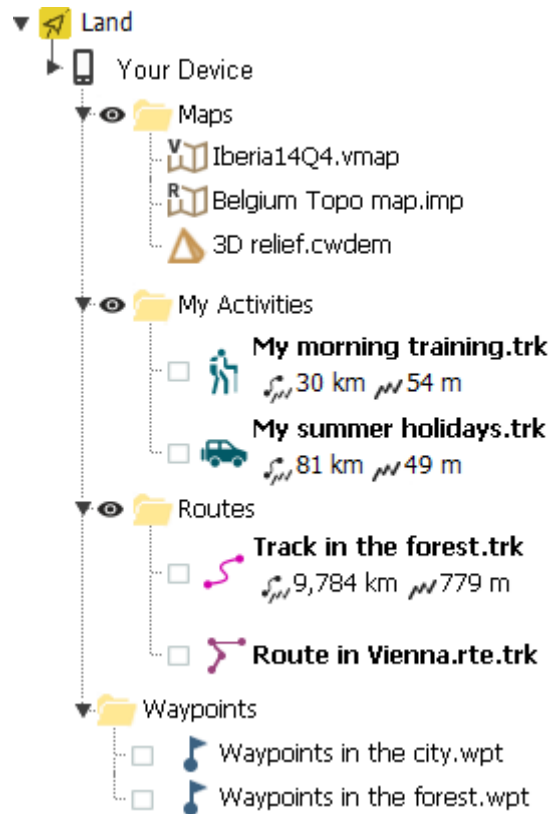 Land
Your Device
Maps
V Iberia14Q4.vmap
R Belgium Topo map.imp
3D relief.cwdem
My Activities
My morning training.trk
30 km 54 m
My summer holidays.trk
81 km 49 m
Routes
Track in the forest.trk
9,784 km 779 m
Route in Vienna.rte.trk
Waypoints
Waypoints in the city.wpt
Waypoints in the forest.wpt